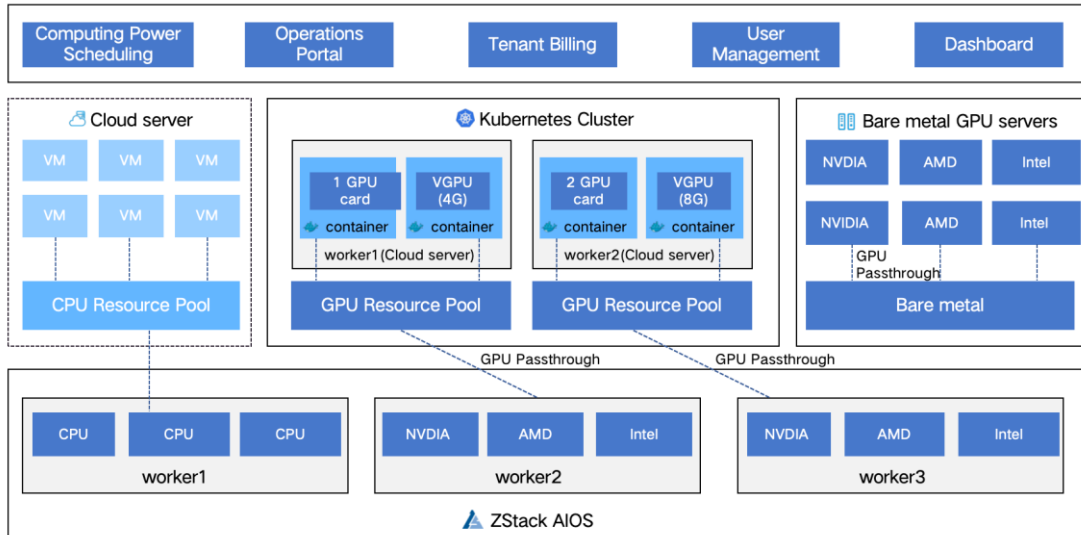 Computing Power
Scheduling
Operations
Portal
Tenant Billing
User
Management
Dashboard
Cloud server
VM
VM
VM
VM
VM
VM
CPU Resource Pool
Kubernetes Cluster
1 GPU
card
container
VGPU
(4G)
container
worker1(Cloud server)
2 GPU
card
container
VGPU
(8G)
container
worker2(Cloud server)
GPU Resource Pool
GPU Resource Pool
Bare metal GPU servers
NVDIA
AMD
Intel
NVDIA
AMD
Intel
GPU
Passthrough
Bare metal
GPU Passthrough
GPU Passthrough
CPU
CPU
CPU
worker1
NVDIA
AMD
Intel
worker2
NVDIA
AMD
Intel
worker3
ZStack AIOS